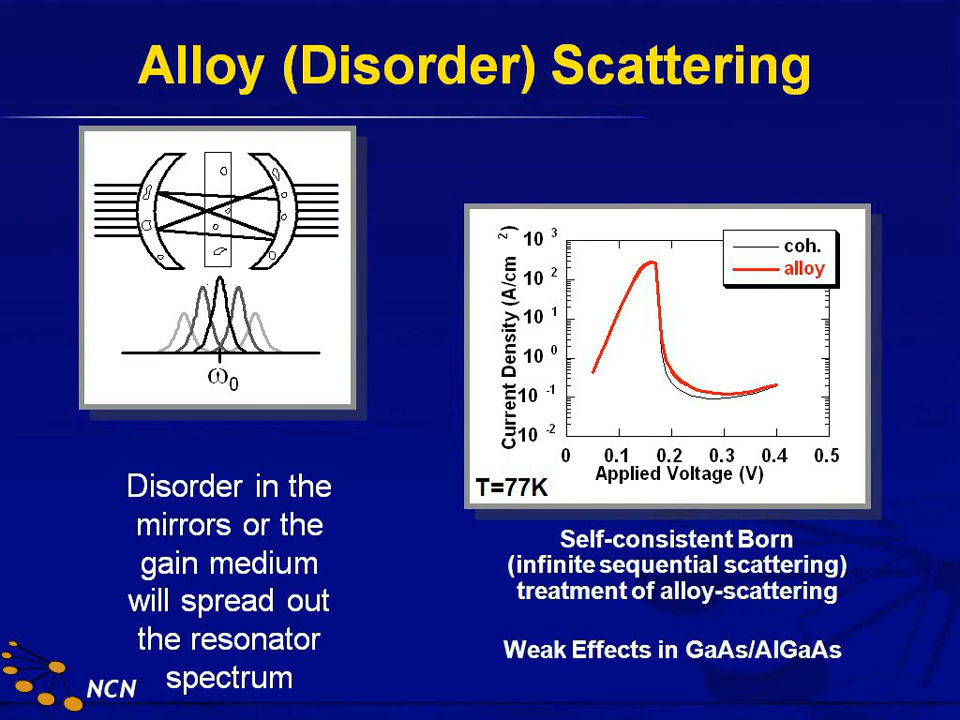 Alloy (Disorder) Scattering
ω0
Disorder in the
mirrors or the
gain medium
will spread out
the resonator
spectrum
NCN
Current Density (A/cm 2)
10 3
10 2
10 1
10 0
10 -1
10 -2
coh.
alloy
0 0.1 0.2 0.3 0.4 0.5
Applied Voltage (V)
T=77K
Self-consistent Born
(infinite sequential scattering)
treatment of alloy-scattering
Weak Effects in GaAs/AlGaAs